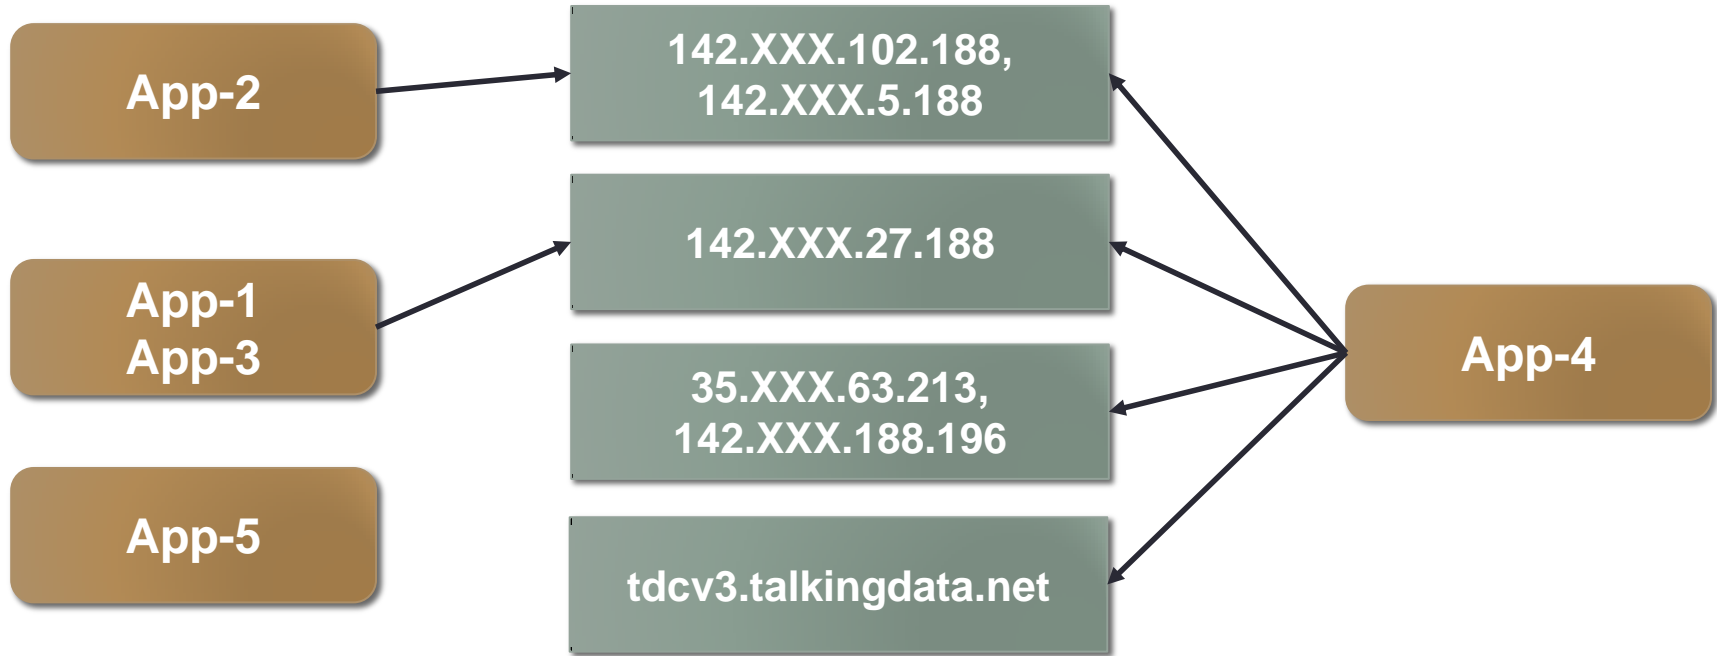 App-2
142.XXX.102.188,
142.XXX.5.188
142.XXX.27.188
App-1
App-3
35.XXX.63.213,
142.XXX.188.196
App-4
App-5
tdcv3.talkingdata.net